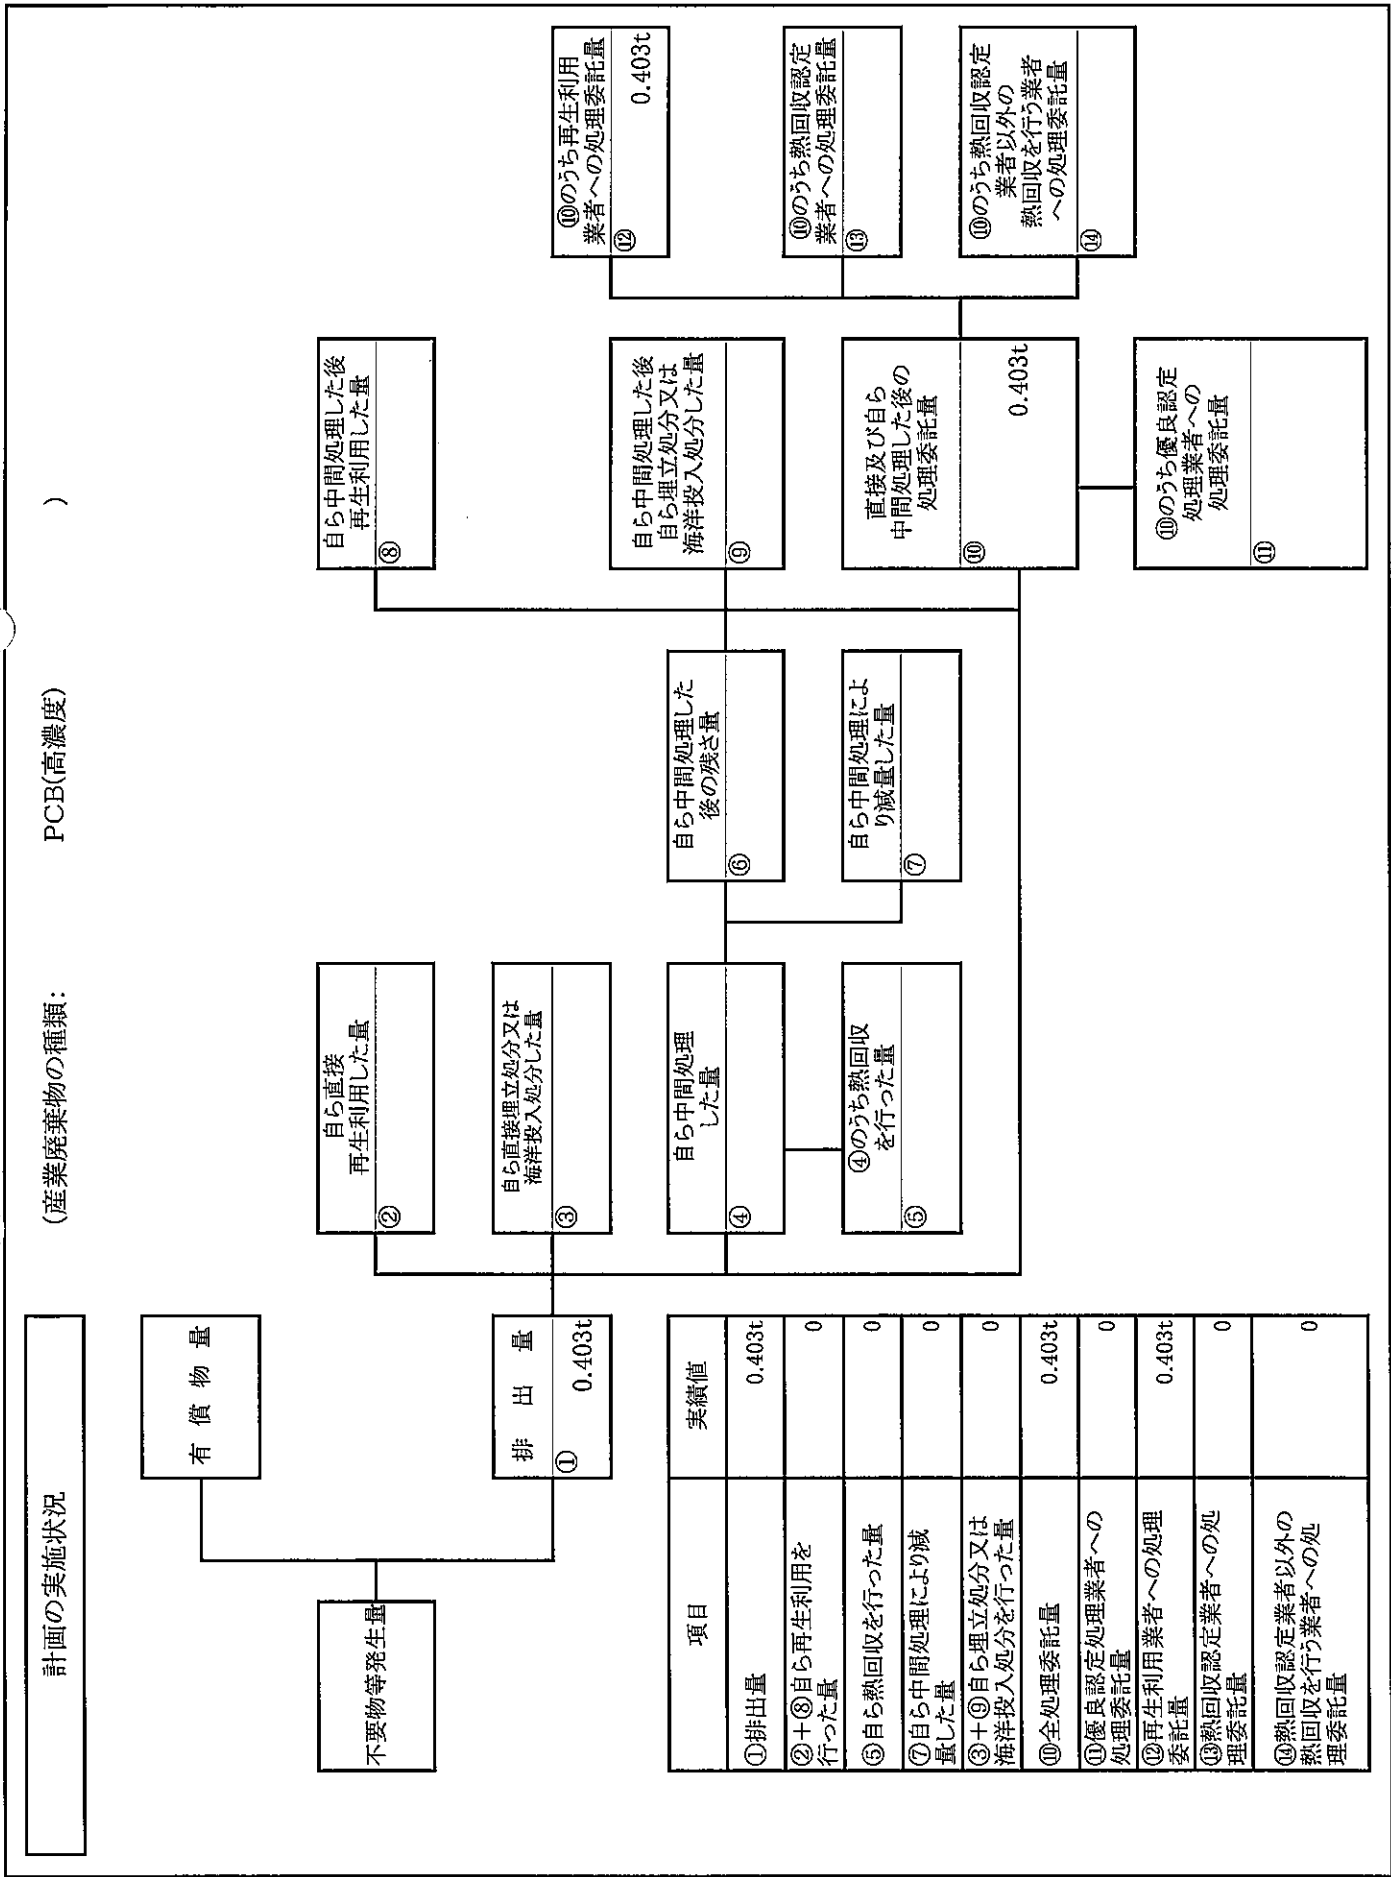 計画の実施状況
(産業廃棄物の種類: PCB(高濃度) )
不要物等発生量
有償物量
排出量
① 0.403t
自ら直接
再生利用した量
②
自ら直接埋立処分又は
海洋投入処分した量
③
自ら中間処理
した量
④
④のうち熱回収
を行った量
⑤
自ら中間処理した
後の残さ量
⑥
自ら中間処理によ
り減量した量
⑦
自ら中間処理した後
再生利用した量
⑧
自ら中間処理した後
自ら埋立処分又は
海洋投入処分した量
⑨
直接及び自ら
中間処理した後の
処理委託量
⑩ 0.403t
⑩のうち優良認定
処理業者への
処理委託量
⑪
⑩のうち再生利用
業者への処理委託量
⑫ 0.403t
⑩のうち熱回収認定
業者への処理委託量
⑬
⑩のうち熱回収認定
業者以外の
熱回収を行う業者
への処理委託量
⑭
項目 実績値
①排出量 0.403t
②+⑧自ら再生利用を
行った量 0
⑤自ら熱回収を行った量 0
⑦自ら中間処理により減
量した量 0
③+⑨自ら埋立処分又は
海洋投入処分を行った量 0
⑩全処理委託量 0.403t
⑪優良認定処理業者への
処理委託量 0
⑫再生利用業者への処理
委託量 0.403t
⑬熱回収認定業者への処
理委託量 0
⑭熱回収認定業者以外の
熱回収を行う業者への処
理委託量 0